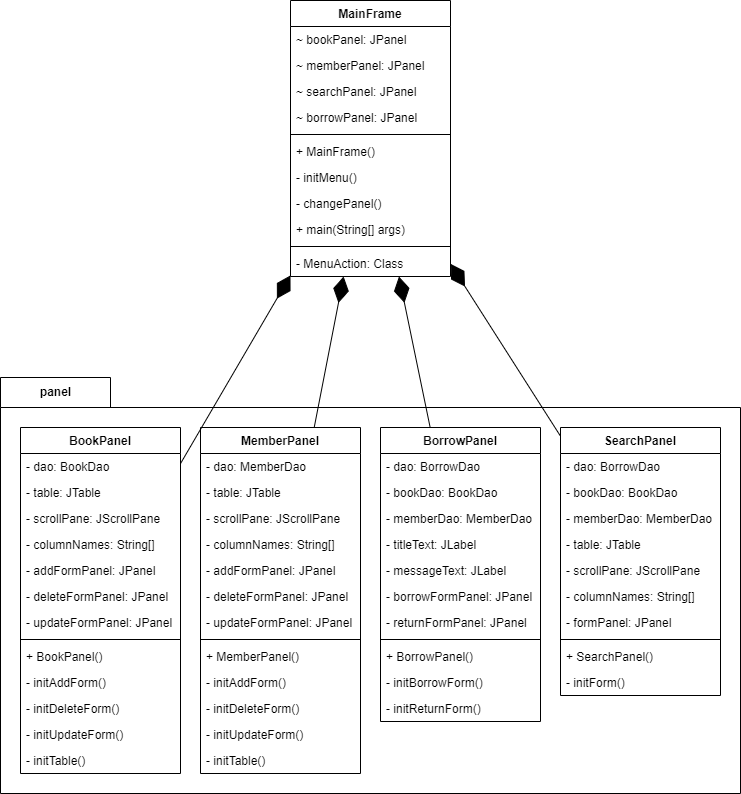 MainFrame
~ bookPanel: JPanel
~ memberPanel: JPanel
~ searchPanel: JPanel
~ borrowPanel: JPanel
+ MainFrame()
- initMenu()
- changePanel()
+ main(String[] args)
- MenuAction: Class
panel
BookPanel
- dao: BookDao
- table: JTable
- scrollPane: JScrollPane
- columnNames: String[]
- addFormPanel: JPanel
- deleteFormPanel: JPanel
- updateFormPanel: JPanel
+ BookPanel()
- initAddForm()
- initDeleteForm()
- initUpdateForm()
- initTable()
MemberPanel
- dao: MemberDao
- table: JTable
- scrollPane: JScrollPane
- columnNames: String[]
- addFormPanel: JPanel
- deleteFormPanel: JPanel
- updateFormPanel: JPanel
+ MemberPanel()
- initAddForm()
- initDeleteForm()
- initUpdateForm()
- initTable()
BorrowPanel
- dao: BorrowDao
- bookDao: BookDao
- memberDao: MemberDao
- titleText: JLabel
- messageText: JLabel
- borrowFormPanel: JPanel
- returnFormPanel: JPanel
+ BorrowPanel()
- initBorrowForm()
- initReturnForm()
SearchPanel
- dao: BorrowDao
- bookDao: BookDao
- memberDao: MemberDao
- table: JTable
- scrollPane: JScrollPane
- columnNames: String[]
- formPanel: JPanel
+ SearchPanel()
- initForm()